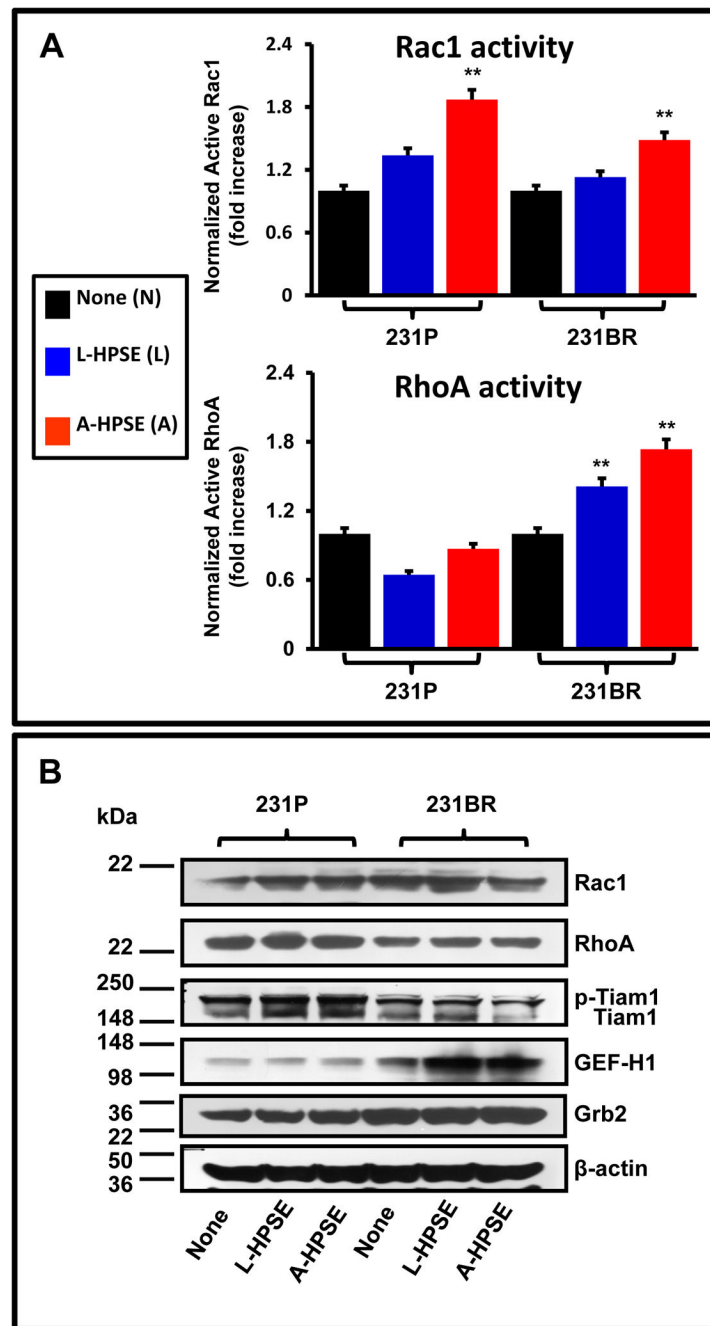 A
Rac1 activity
Normalized Active Rac1
(fold increase)
2.4
1.8
1.2
0.6
0
**
**
231P
231BR
None (N)
L-HPSE (L)
A-HPSE (A)
RhoA activity
Normalized Active RhoA
(fold increase)
2.4
1.8
1.2
0.6
0
**
**
231P
231BR
B
kDa
231P
231BR
22
Rac1
22
RhoA
250
148
p-Tiam1
Tiam1
148
98
GEF-H1
36
22
Grb2
50
36
β-actin
None
L-HPSE
A-HPSE
None
L-HPSE
A-HPSE